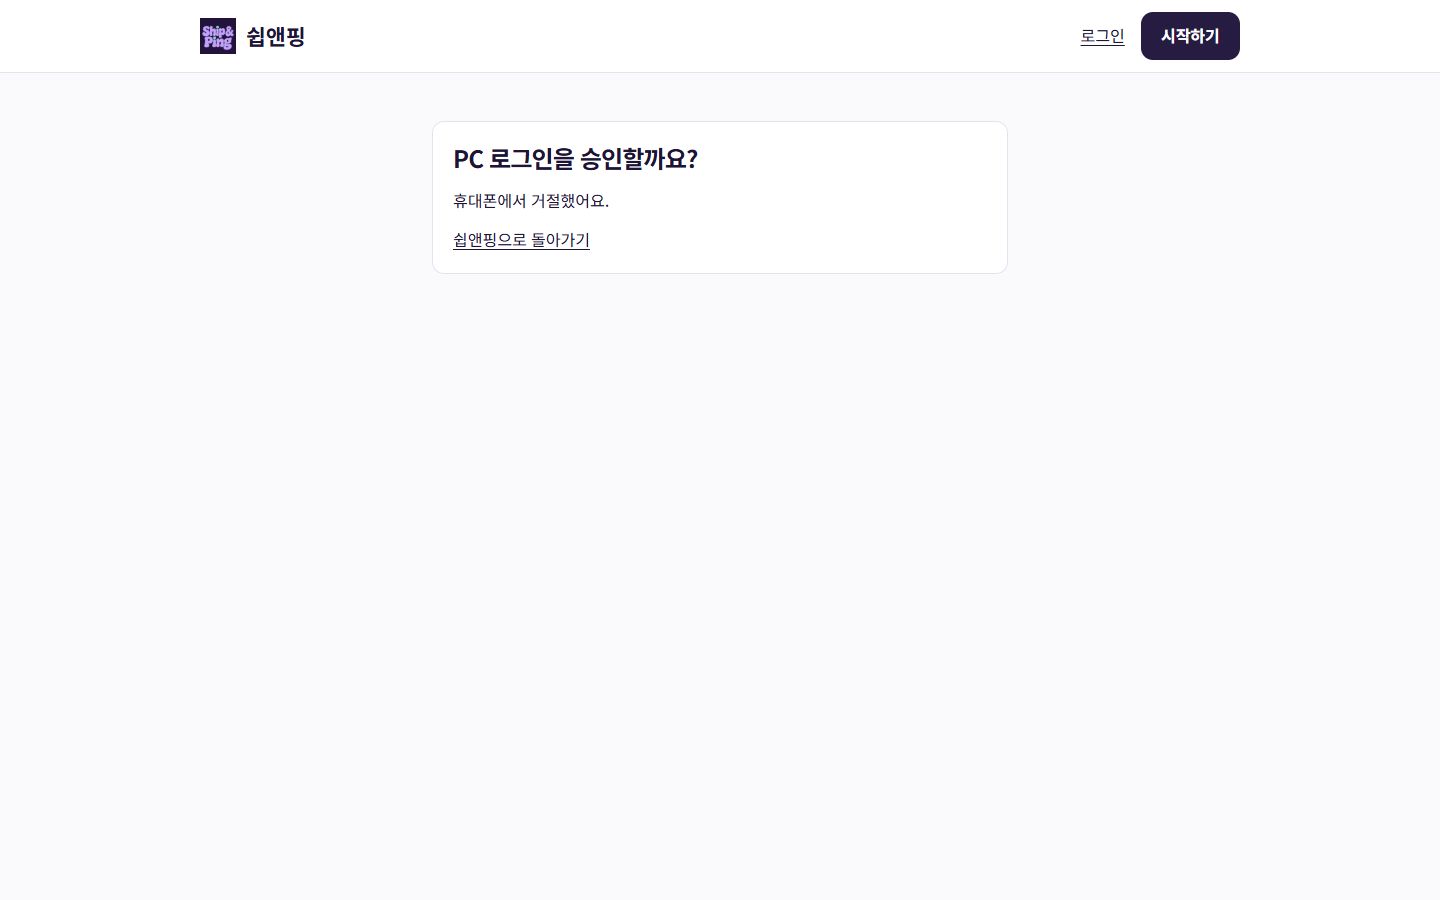 Ship&
Ping
쉽앤핑
로그인
시작하기
PC 로그인을 승인할까요?
휴대폰에서 거절했어요.
쉽앤핑으로 돌아가기